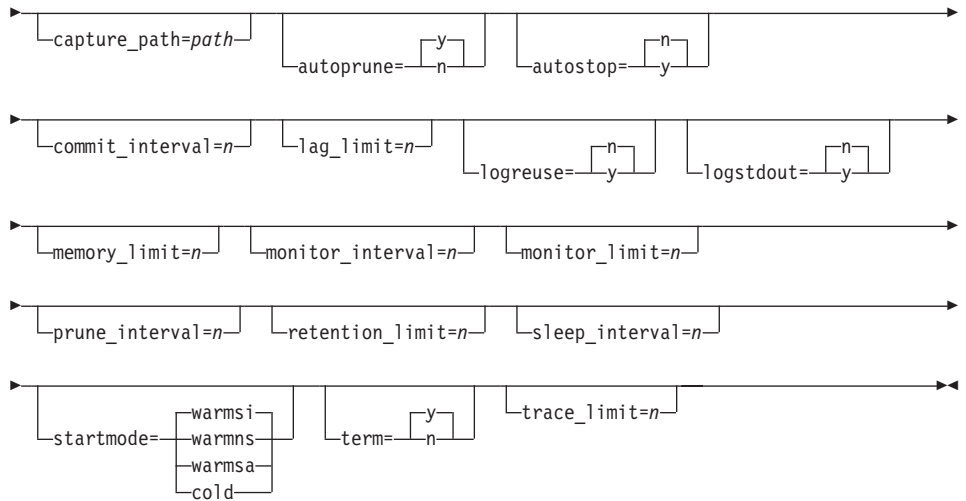 capture_path=path
y
autoprune= n
n
autostop= y
commit_interval=n
lag_limit=n
n
logreuse= y
n
logstdout= y
memory_limit=n
monitor_interval=n
monitor_limit=n
prune_interval=n
retention_limit=n
sleep_interval=n
warmsi
startmode= warmns
warmsa
cold
y
term= n
trace_limit=n